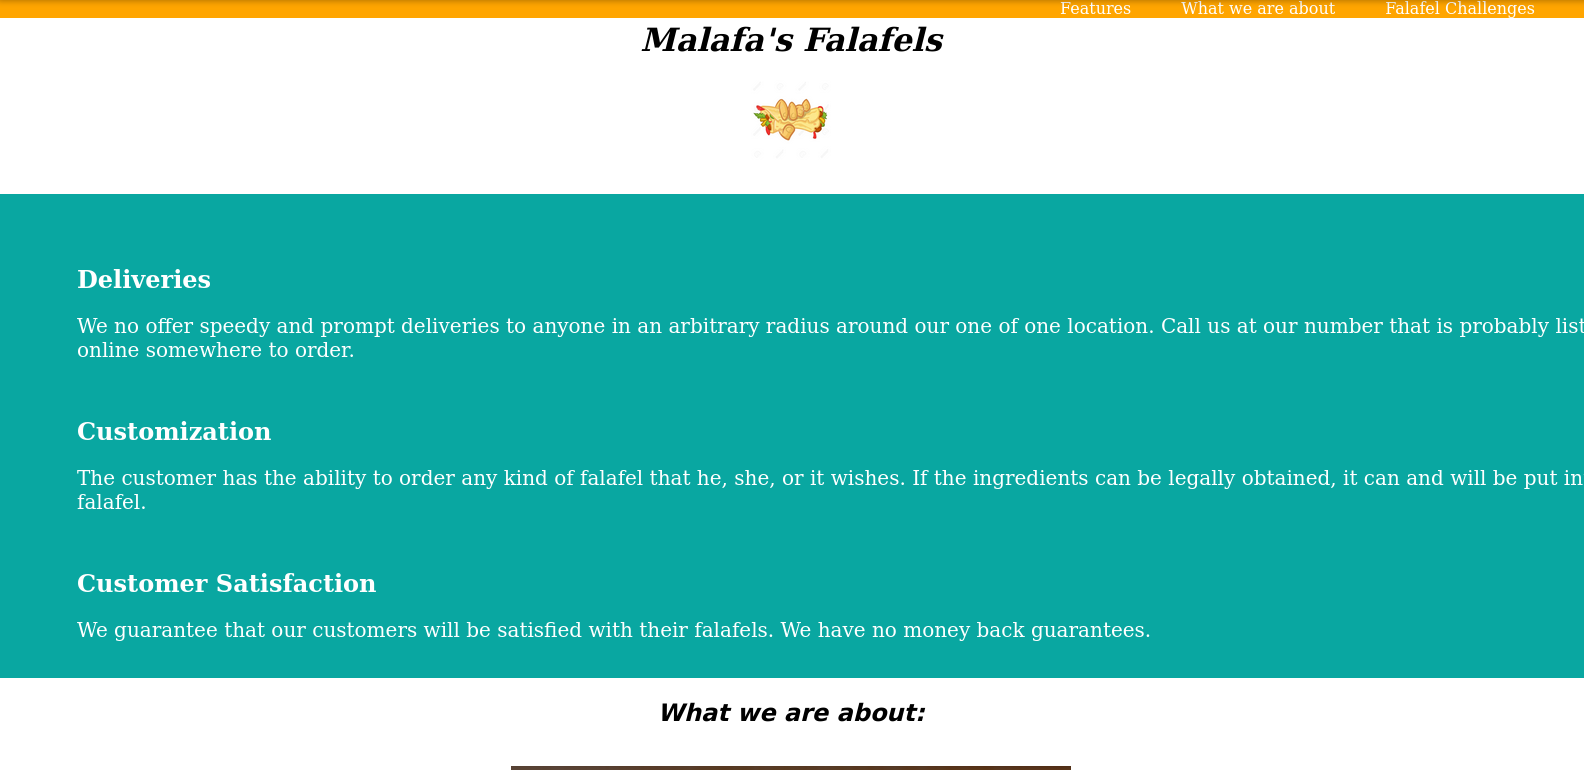 Features What we are about Falafel Challenges
Malafa's Falafels
Deliveries
We no offer speedy and prompt deliveries to anyone in an arbitrary radius around our one of one location. Call us at our number that is probably
online somewhere to order.
Customization
The customer has the ability to order any kind of falafel that he, she, or it wishes. If the ingredients can be legally obtained, it can and will be put
falafel.
Customer Satisfaction
We guarantee that our customers will be satisfied with their falafels. We have no money back guarantees.
What we are about: